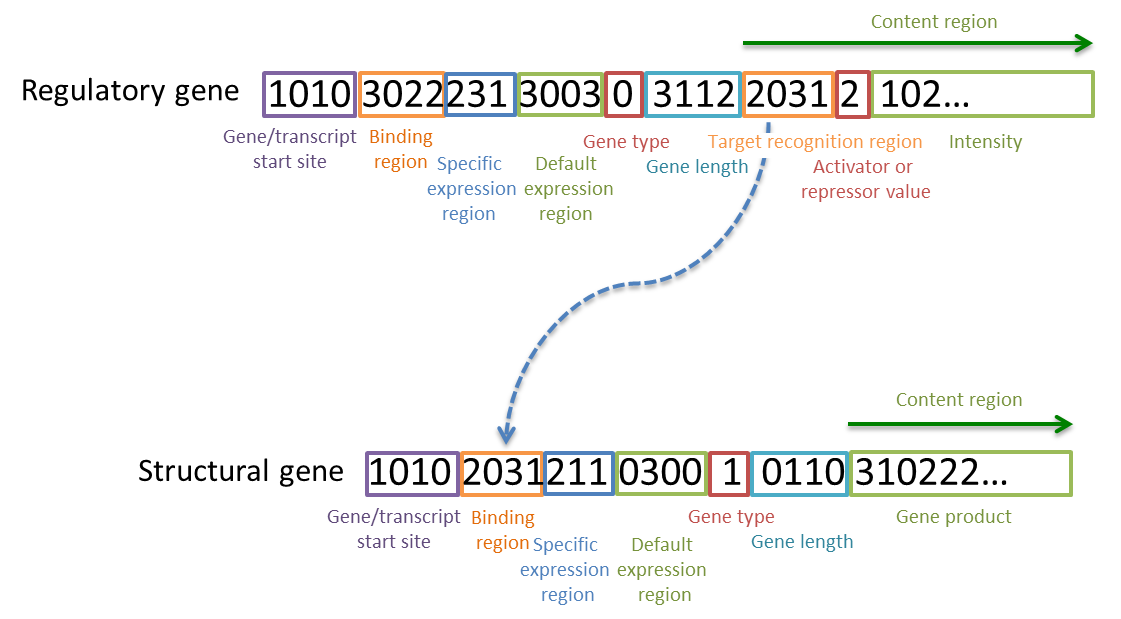 Content region
Regulatory gene 1010 3022 231 3003 0 3112 2031 2 102...
Gene/transcript
start site
Binding
region
Specific
expression
region
Default
expression
region
Gene type
Gene length
Target recognition region
Activator or
repressor value
Intensity
Content region
Structural gene 1010 2031 211 0300 1 0110 310222...
Gene/transcript
start site
Binding
region
Specific
expression
region
Default
expression
region
Gene type
Gene length
Gene product